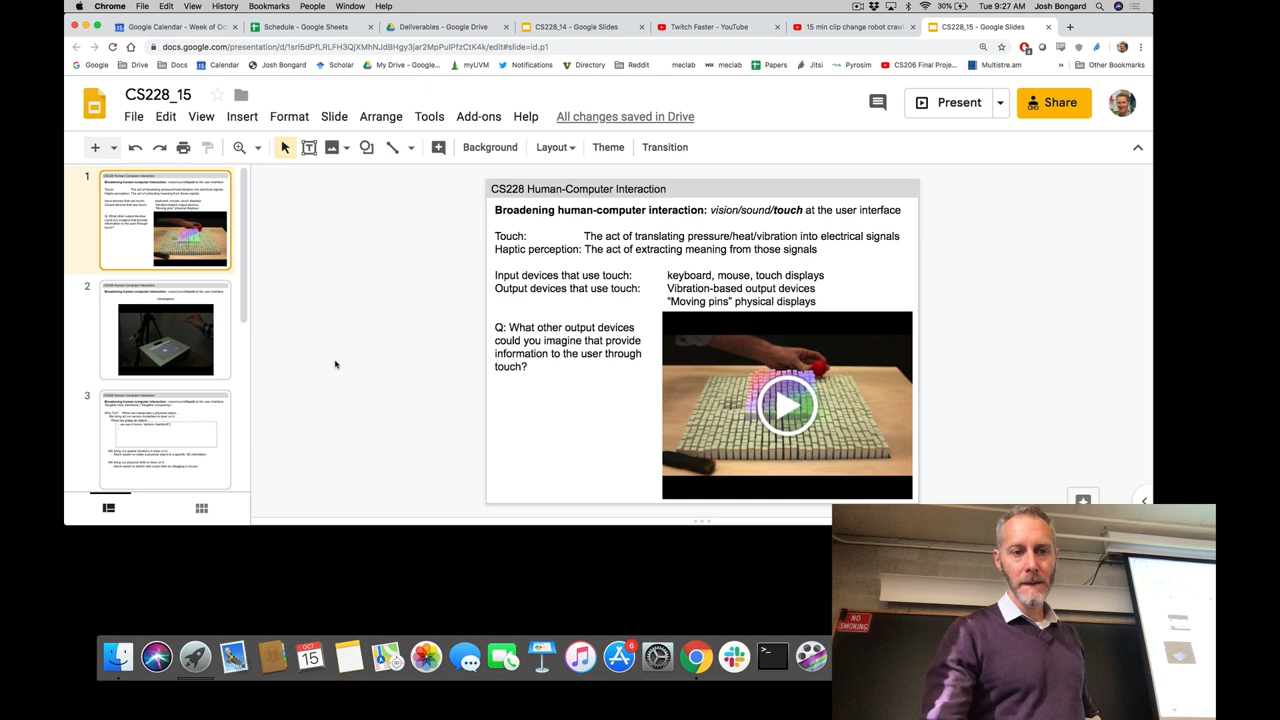 Chrome File Edit View History Bookmarks People Window Help 30% Tue 9:27 AM Josh Bongard
Google Calendar - Week of Oc Schedule - Google Sheets Deliverables - Google Drive CS228_14 - Google Slides Twitch Faster - YouTube 15 min clip change robot craw CS228_15 - Google Slides
docs.google.com/presentation/d/1srl5dPfLRLFH3QjXMhNJdBHgy3jar2MpPulPfzCtK4k/edit#slide=id.p1
Google Drive Docs Calendar Josh Bongard Scholar My Drive - Google... myUVM Notifications Directory Reddit meclab meclab Papers Jitsi Pyrosim CS206 Final Proje... Multistre.am Other Bookmarks
CS228_15
Present
Share
File Edit View Insert Format Slide Arrange Tools Add-ons Help All changes saved in Drive
Background Layout Theme Transition
1
2
3
CS228 Human-Computer Interaction
Broadening human-computer interaction: vision/sound/touch at the user interface
Touch: The act of translating pressure/heat/vibration into electrical signals
Haptic perception: The act of extracting meaning from those signals
Input devices that use touch: keyboard, mouse, touch displays
Output devices that use touch: Vibration-based output devices
"Moving pins" physical displays
Q: What other output devices
could you imagine that provide
information to the user through
touch?
NO
SMOKING
OCT
15
6